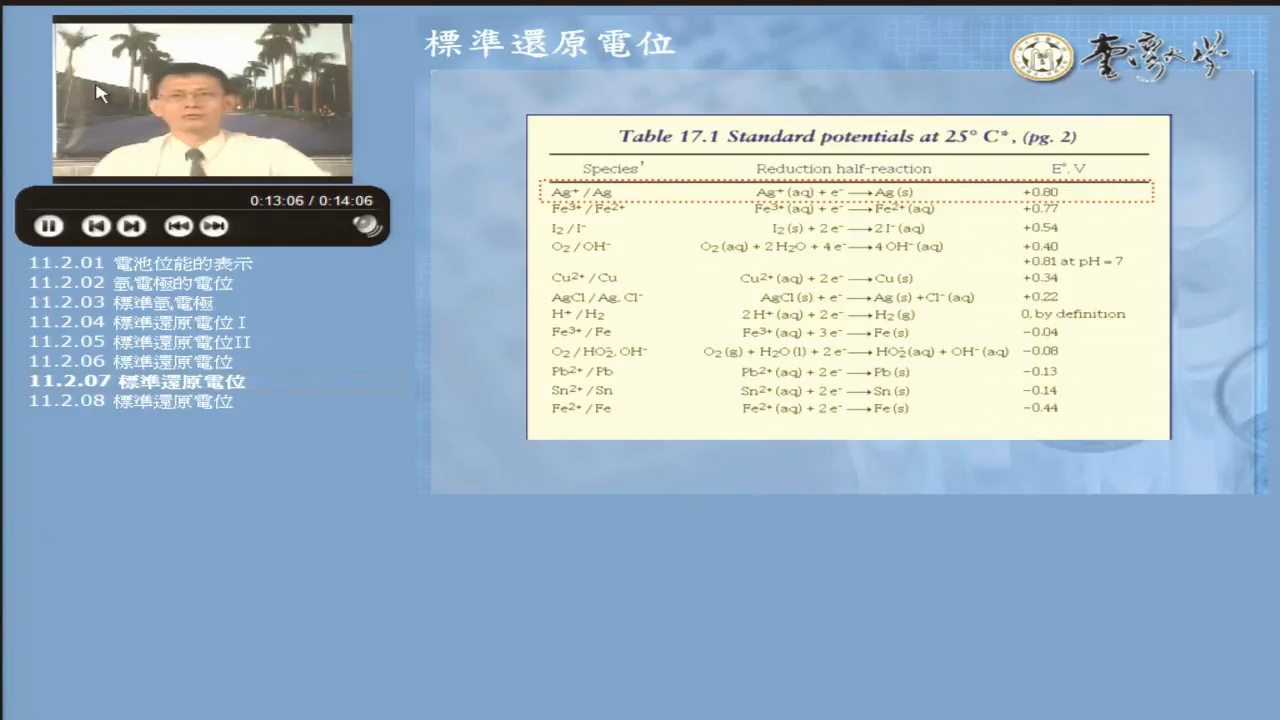 標準還原電位
臺灣大學
0:13:06 / 0:14:06
11.2.01 電池位能的表示
11.2.02 氫電極的電位
11.2.03 標準氫電極
11.2.04 標準還原電位 I
11.2.05 標準還原電位II
11.2.06 標準還原電位
11.2.07 標準還原電位
11.2.08 標準還原電位
Table 17.1 Standard potentials at 25° C*, (pg. 2)
Species' Reduction half-reaction E°, V
Ag⁺ / Ag Ag⁺ (aq) + e⁻ ⟶ Ag (s) +0.80
Fe³⁺ / Fe²⁺ Fe³⁺ (aq) + e⁻ ⟶ Fe²⁺ (aq) +0.77
I₂ / I⁻ I₂ (s) + 2 e⁻ ⟶ 2 I⁻ (aq) +0.54
O₂ / OH⁻ O₂ (aq) + 2 H₂O + 4 e⁻ ⟶ 4 OH⁻ (aq) +0.40
+0.81 at pH = 7
Cu²⁺ / Cu Cu²⁺ (aq) + 2 e⁻ ⟶ Cu (s) +0.34
AgCl / Ag, Cl⁻ AgCl (s) + e⁻ ⟶ Ag (s) + Cl⁻ (aq) +0.22
H⁺ / H₂ 2 H⁺ (aq) + 2 e⁻ ⟶ H₂ (g) 0, by definition
Fe³⁺ / Fe Fe³⁺ (aq) + 3 e⁻ ⟶ Fe (s) −0.04
O₂ / HO₂⁻, OH⁻ O₂ (g) + H₂O (l) + 2 e⁻ ⟶ HO₂⁻ (aq) + OH⁻ (aq) −0.08
Pb²⁺ / Pb Pb²⁺ (aq) + 2 e⁻ ⟶ Pb (s) −0.13
Sn²⁺ / Sn Sn²⁺ (aq) + 2 e⁻ ⟶ Sn (s) −0.14
Fe²⁺ / Fe Fe²⁺ (aq) + 2 e⁻ ⟶ Fe (s) −0.44